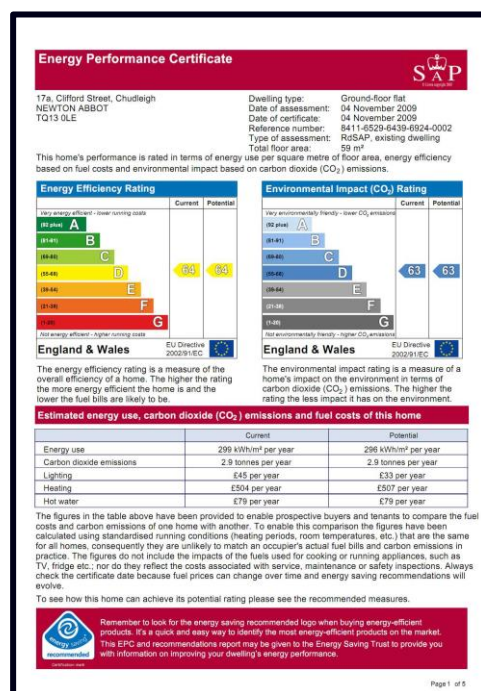 Energy Performance Certificate
SAP
17a, Clifford Street, Chudleigh
NEWTON ABBOT
TQ13 0LE
Dwelling type: Ground-floor flat
Date of assessment: 04 November 2009
Date of certificate: 04 November 2009
Reference number: 8411-6529-6439-6924-0002
Type of assessment: RdSAP, existing dwelling
Total floor area: 59 m²
This home's performance is rated in terms of energy use per square metre of floor area, energy efficiency
based on fuel costs and environmental impact based on carbon dioxide (CO2) emissions.
Energy Efficiency Rating
Current Potential
Very energy efficient - lower running costs
(92 plus) A
(81-91) B
(69-80) C
(55-68) D 64 64
(39-54) E
(21-38) F
(1-20) G
Not energy efficient - higher running costs
England & Wales EU Directive
2002/91/EC
Environmental Impact (CO2) Rating
Current Potential
Very environmentally friendly - lower CO2 emissions
(92 plus) A
(81-91) B
(69-80) C
(55-68) D 63 63
(39-54) E
(21-38) F
(1-20) G
Not environmentally friendly - higher CO2 emissions
England & Wales EU Directive
2002/91/EC
The energy efficiency rating is a measure of the
overall efficiency of a home. The higher the rating
the more energy efficient the home is and the
lower the fuel bills are likely to be.
The environmental impact rating is a measure of a
home's impact on the environment in terms of
carbon dioxide (CO2) emissions. The higher the
rating the less impact it has on the environment.
Estimated energy use, carbon dioxide (CO2) emissions and fuel costs of this home
Current Potential
Energy use 299 kWh/m² per year 296 kWh/m² per year
Carbon dioxide emissions 2.9 tonnes per year 2.9 tonnes per year
Lighting £45 per year £33 per year
Heating £504 per year £507 per year
Hot water £79 per year £79 per year
The figures in the table above have been provided to enable prospective buyers and tenants to compare the fuel
costs and carbon emissions of one home with another. To enable this comparison the figures have been
calculated using standardised running conditions (heating periods, room temperatures, etc.) that are the same
for all homes, consequently they are unlikely to match an occupier's actual fuel bills and carbon emissions in
practice. The figures do not include the impacts of the fuels used for cooking or running appliances, such as
TV, fridge etc.; nor do they reflect the costs associated with service, maintenance or safety inspections. Always
check the certificate date because fuel prices can change over time and energy saving recommendations will
evolve.
To see how this home can achieve its potential rating please see the recommended measures.
energy saving
recommended
Certification mark
Remember to look for the energy saving recommended logo when buying energy-efficient
products. It's a quick and easy way to identify the most energy-efficient products on the market.
This EPC and recommendations report may be given to the Energy Saving Trust to provide you
with information on improving your dwelling's energy performance.
Page 1 of 5